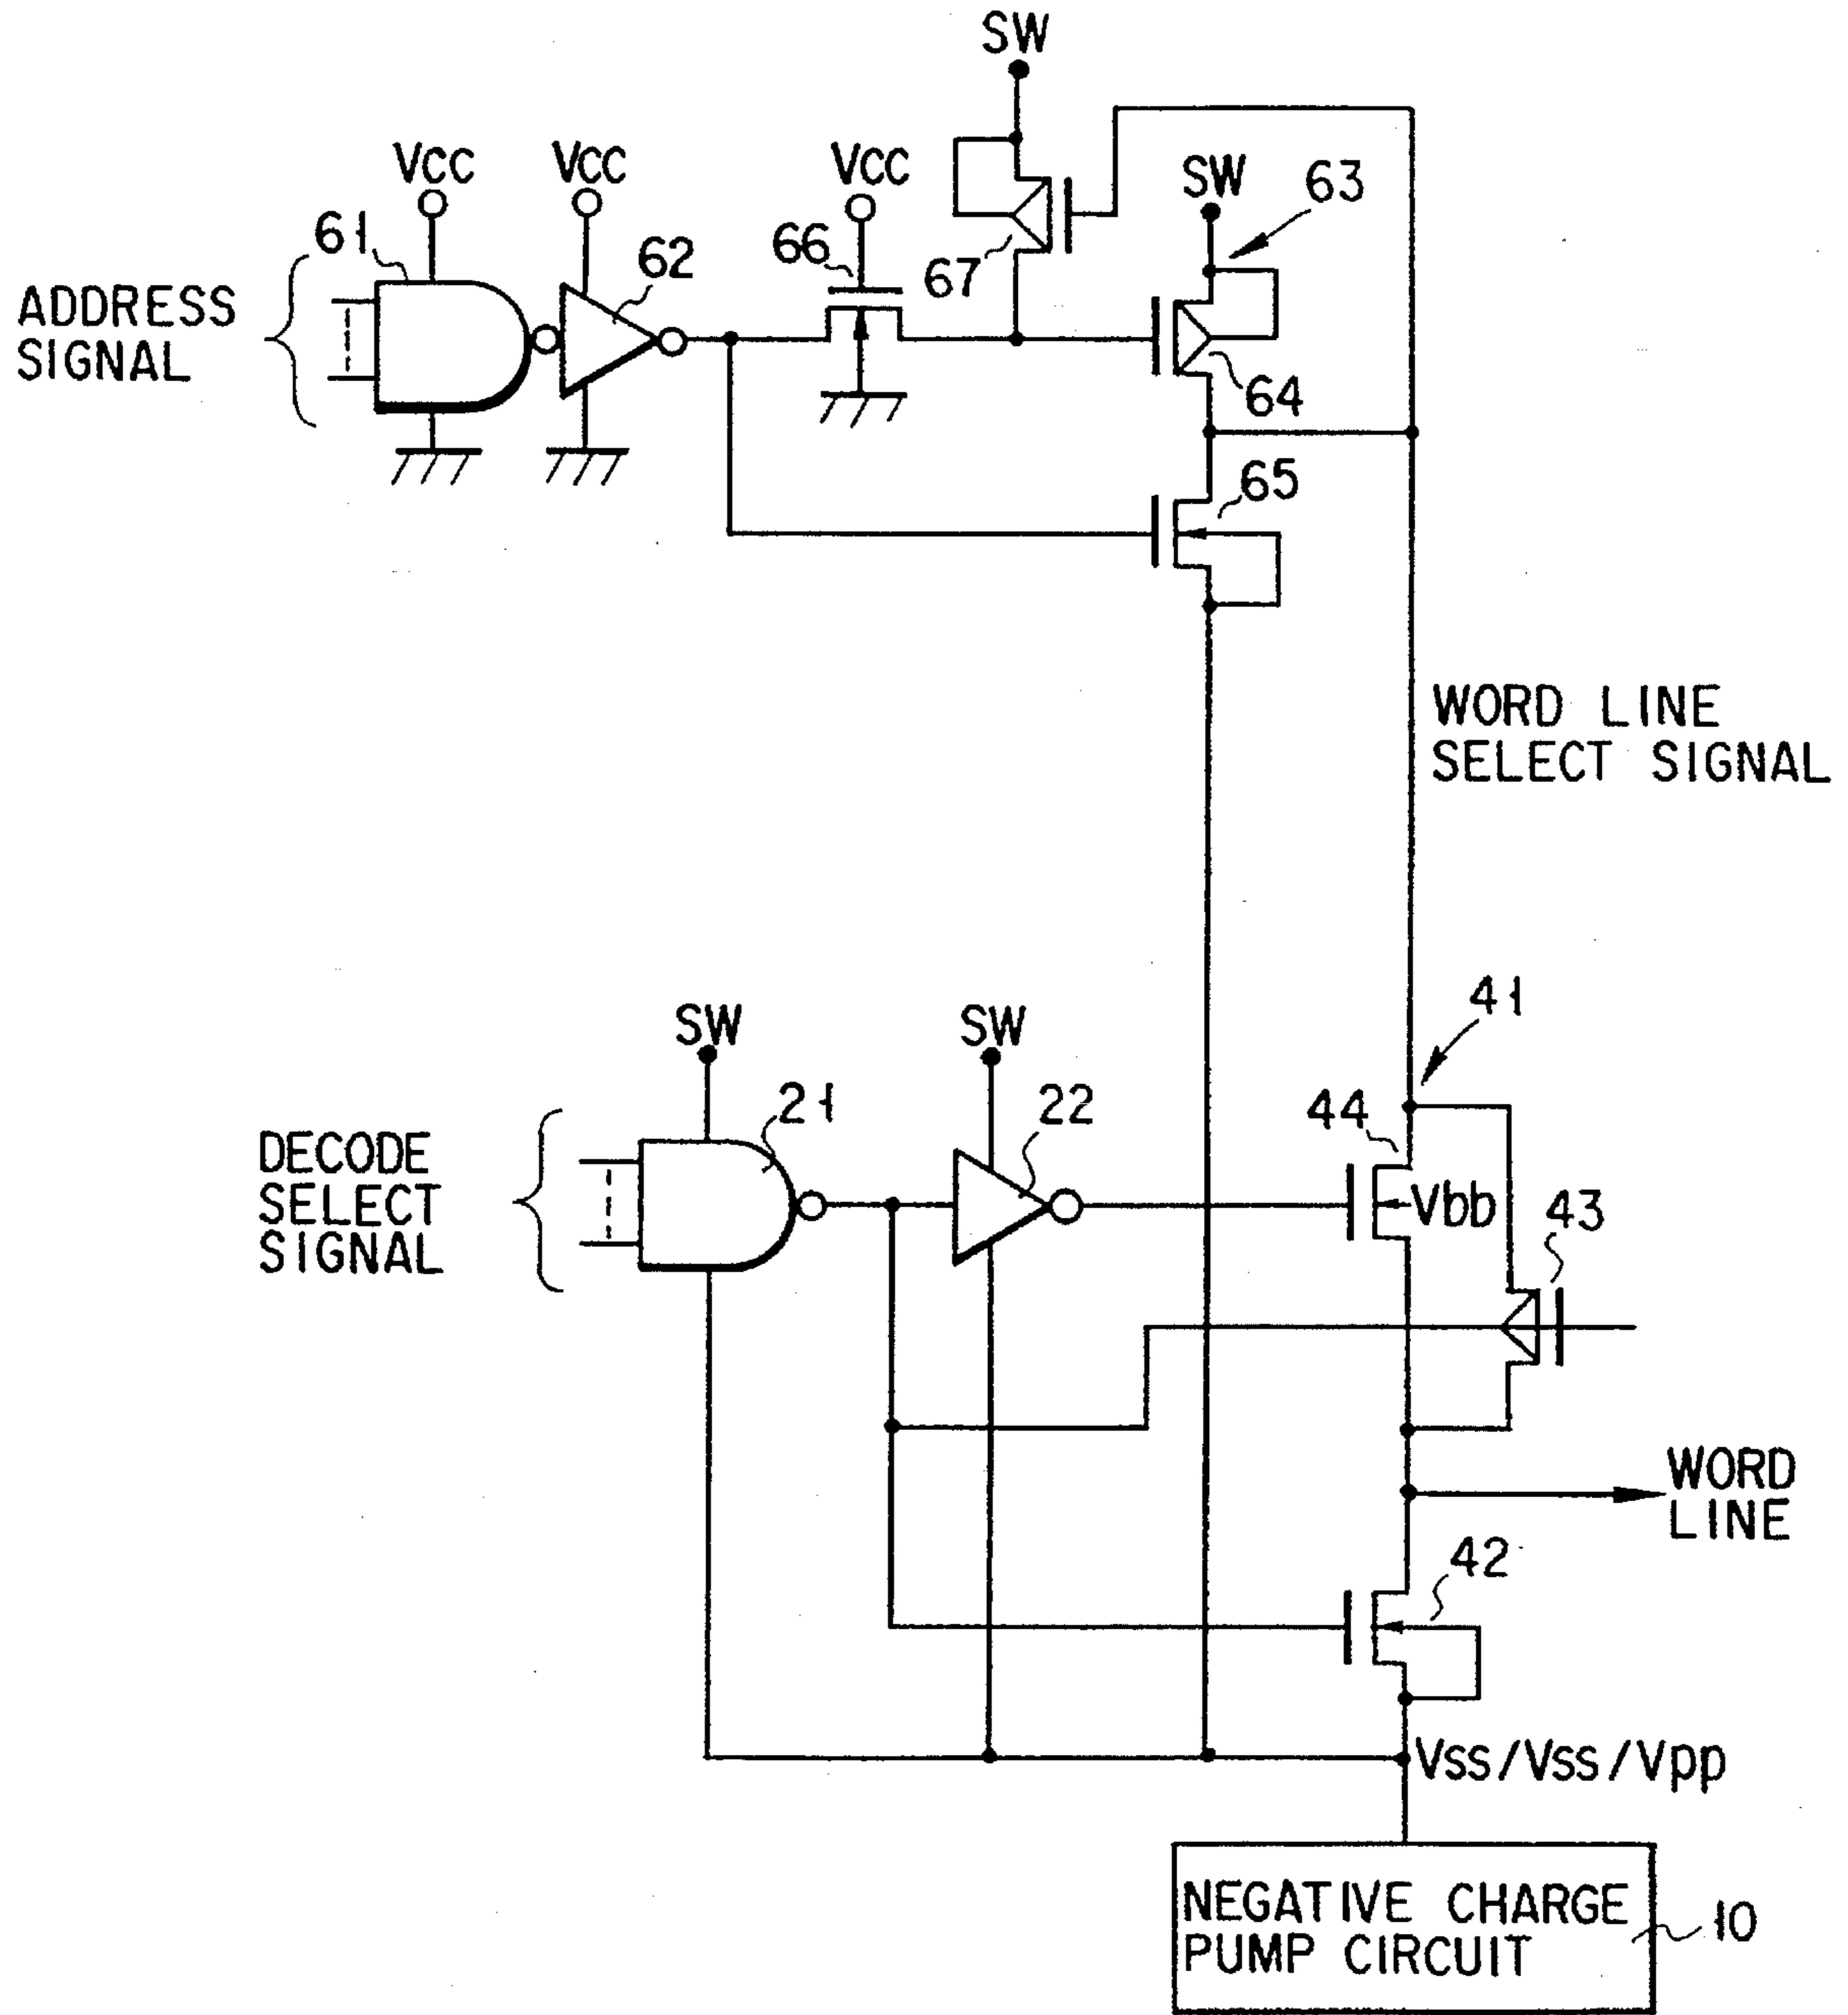 SW
VCC
VCC
VCC
SW
63
61
66
62
67
ADDRESS
SIGNAL
64
65
WORD LINE
SELECT SIGNAL
41
SW
SW
21
22
44
DECODE
SELECT
SIGNAL
Vbb
43
WORD
LINE
42
Vss/Vss/Vpp
NEGATIVE CHARGE
PUMP CIRCUIT
10